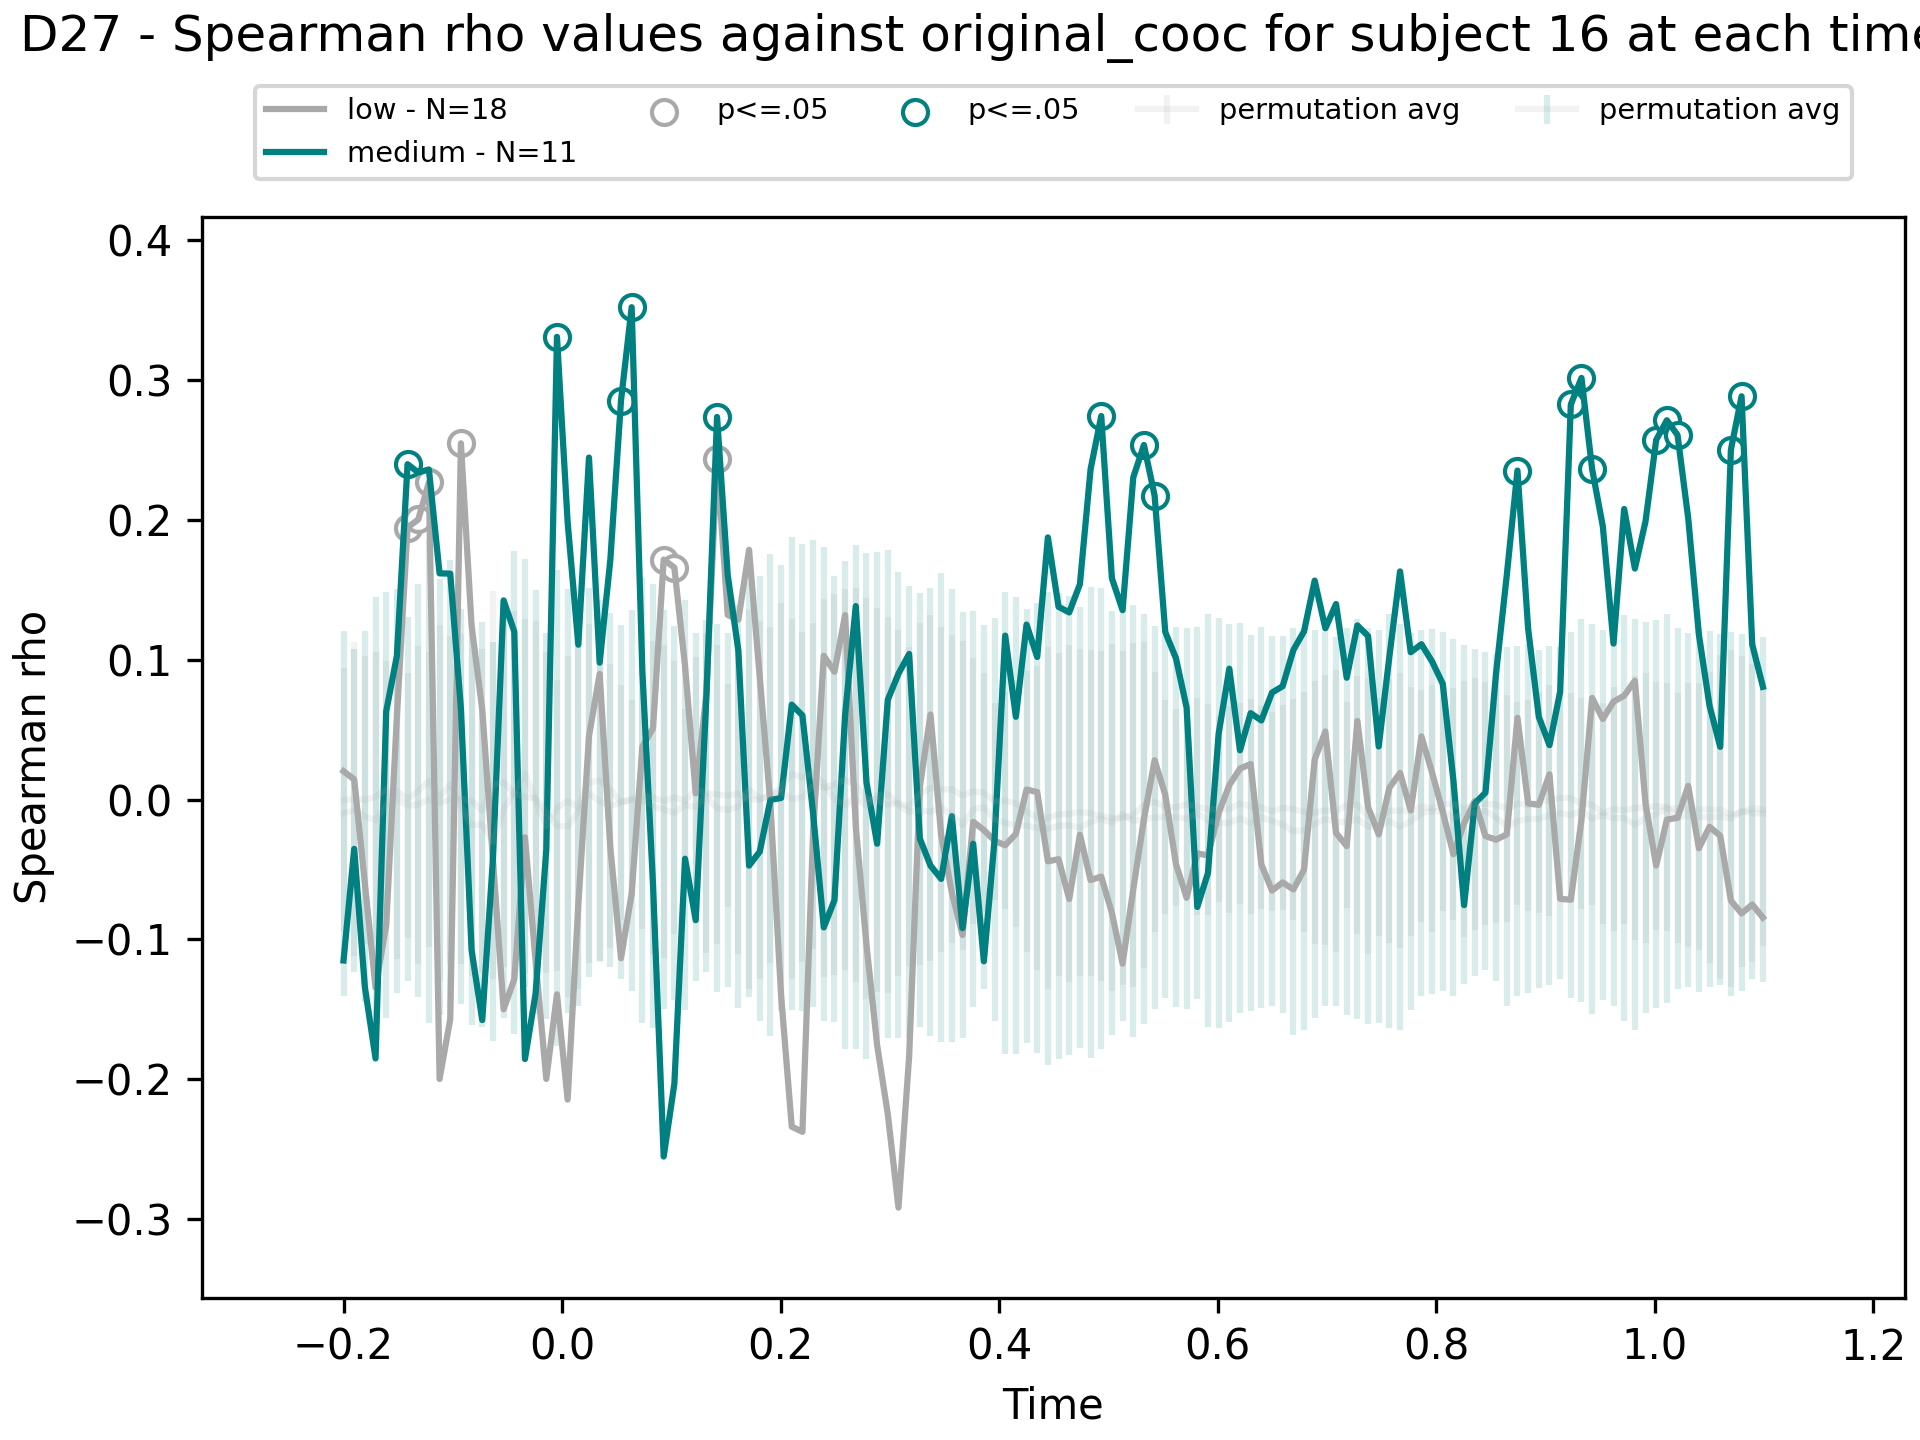 D27 - Spearman rho values against original_cooc for subject 16 at each time
low - N=18
medium - N=11
p<=.05
p<=.05
permutation avg
permutation avg
Spearman rho
0.4
0.3
0.2
0.1
0.0
−0.1
−0.2
−0.3
−0.2
0.0
0.2
0.4
0.6
0.8
1.0
1.2
Time